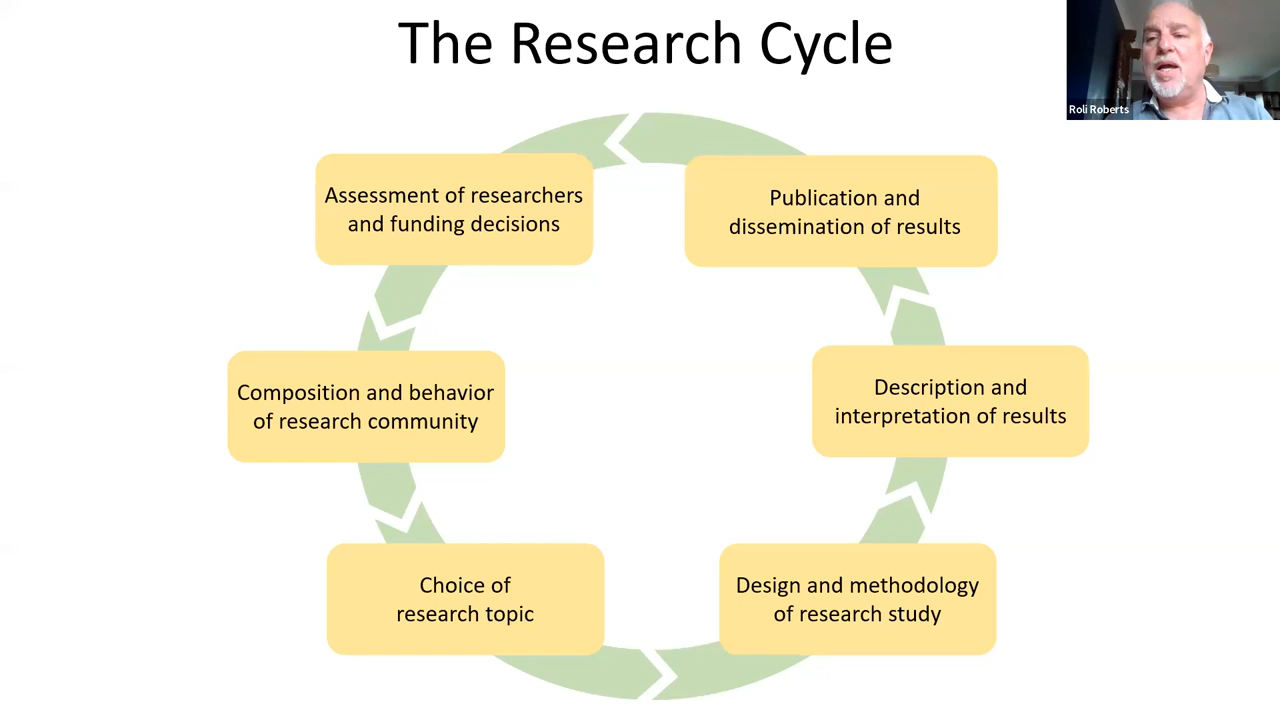 The Research Cycle
Roli Roberts
Assessment of researchers
and funding decisions
Publication and
dissemination of results
Composition and behavior
of research community
Description and
interpretation of results
Choice of
research topic
Design and methodology
of research study